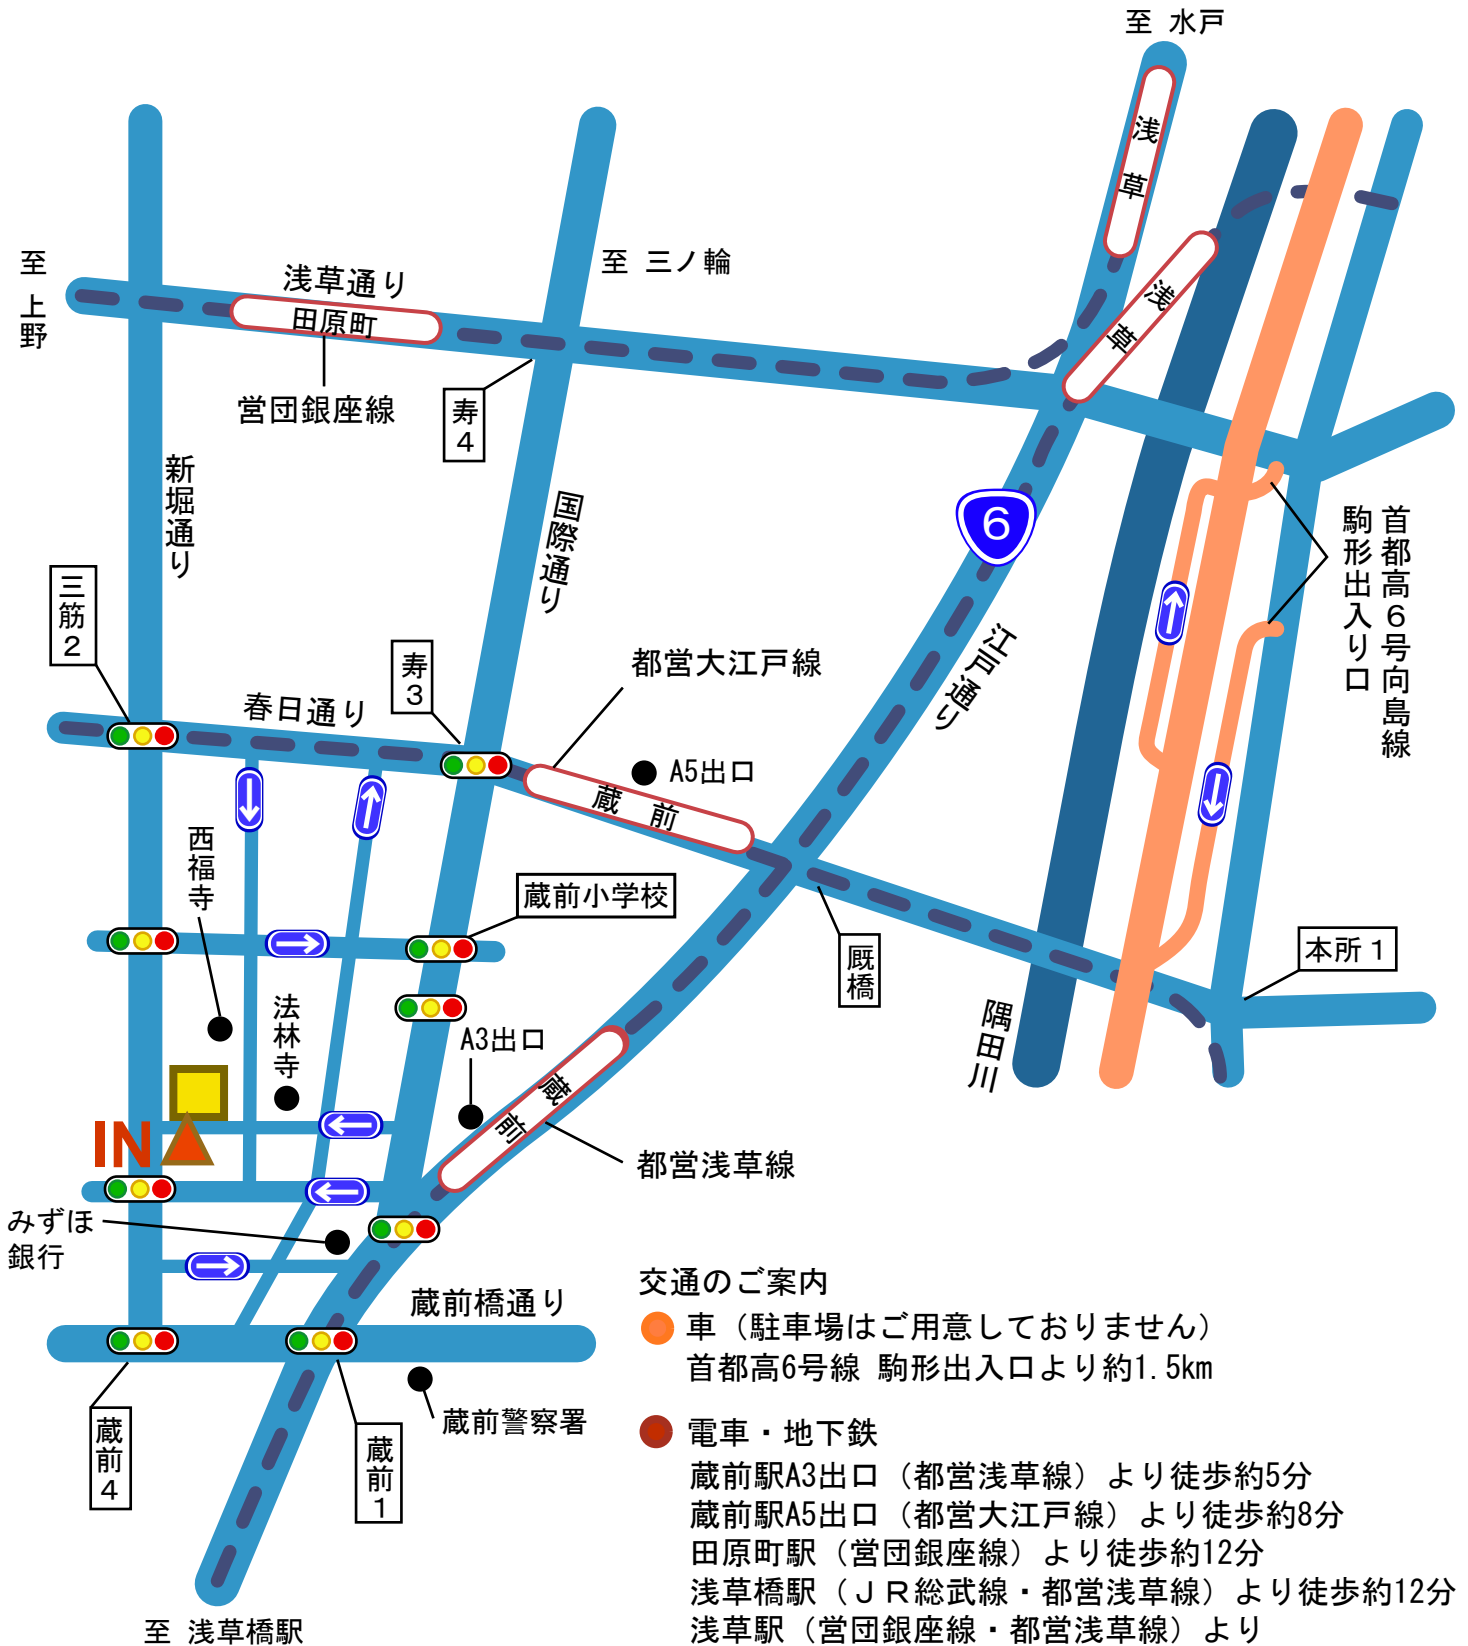 至 水戸
浅草
浅草
至 上野
浅草通り
田原町
営団銀座線
至 三ノ輪
寿4
新堀通り
国際通り
6
首都高6号向島線
駒形出入り口
三筋2
春日通り
寿3
都営大江戸線
江戸通り
A5出口
蔵前
西福寺
蔵前小学校
厩橋
本所1
法林寺
A3出口
隅田川
蔵前
IN
都営浅草線
みずほ
銀行
蔵前橋通り
蔵前4
蔵前1
蔵前警察署
至 浅草橋駅
交通のご案内
車（駐車場はご用意しておりません）
首都高6号線 駒形出入口より約1.5km
電車・地下鉄
蔵前駅A3出口（都営浅草線）より徒歩約5分
蔵前駅A5出口（都営大江戸線）より徒歩約8分
田原町駅（営団銀座線）より徒歩約12分
浅草橋駅（ＪＲ総武線・都営浅草線）より徒歩約12分
浅草駅（営団銀座線・都営浅草線）より